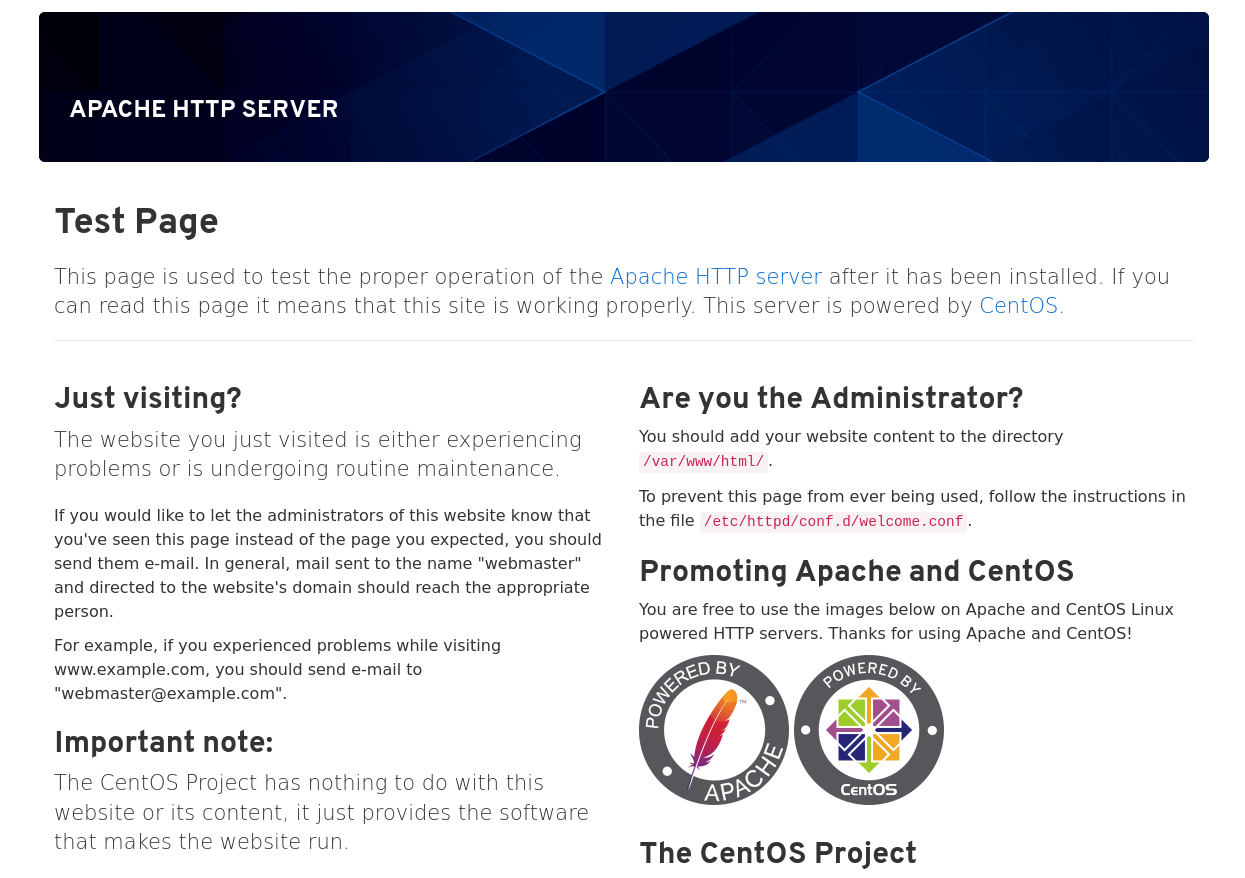 APACHE HTTP SERVER
Test Page
This page is used to test the proper operation of the Apache HTTP server after it has been installed. If you
can read this page it means that this site is working properly. This server is powered by CentOS.
Just visiting?
The website you just visited is either experiencing
problems or is undergoing routine maintenance.
If you would like to let the administrators of this website know that
you've seen this page instead of the page you expected, you should
send them e-mail. In general, mail sent to the name "webmaster"
and directed to the website's domain should reach the appropriate
person.
For example, if you experienced problems while visiting
www.example.com, you should send e-mail to
"webmaster@example.com".
Important note:
The CentOS Project has nothing to do with this
website or its content, it just provides the software
that makes the website run.
Are you the Administrator?
You should add your website content to the directory
/var/www/html/.
To prevent this page from ever being used, follow the instructions in
the file /etc/httpd/conf.d/welcome.conf.
Promoting Apache and CentOS
You are free to use the images below on Apache and CentOS Linux
powered HTTP servers. Thanks for using Apache and CentOS!
POWERED BY
TM
APACHE
POWERED BY
CentOS
The CentOS Project